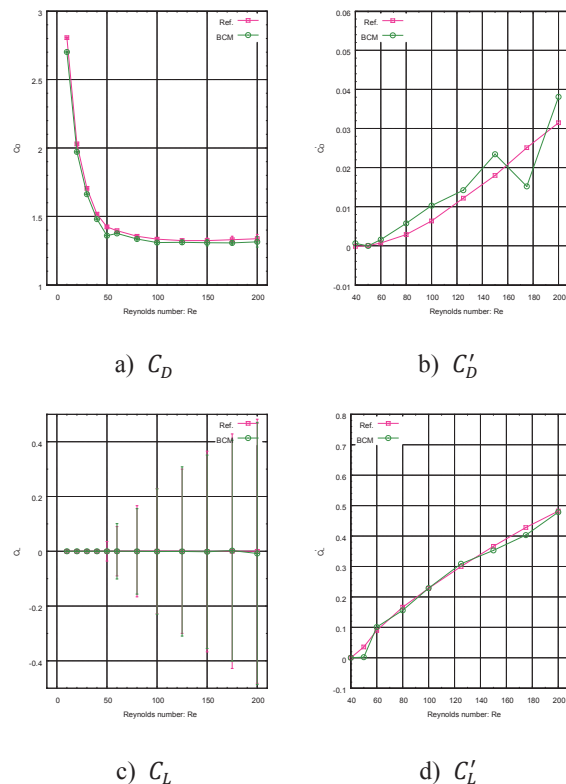 3
2.5
2
1.5
1
0 50 100 150 200
Reynolds number: Re
Ref.
BCM
a) C_D
0.06
0.05
0.04
0.03
0.02
0.01
0
-0.01
40 60 80 100 120 140 160 180 200
Reynolds number: Re
Ref.
BCM
b) C′_D
0.4
0.2
0
-0.2
-0.4
0 50 100 150 200
Reynolds number: Re
Ref.
BCM
c) C_L
0.8
0.7
0.6
0.5
0.4
0.3
0.2
0.1
0
-0.1
40 60 80 100 120 140 160 180 200
Reynolds number: Re
Ref.
BCM
d) C′_L